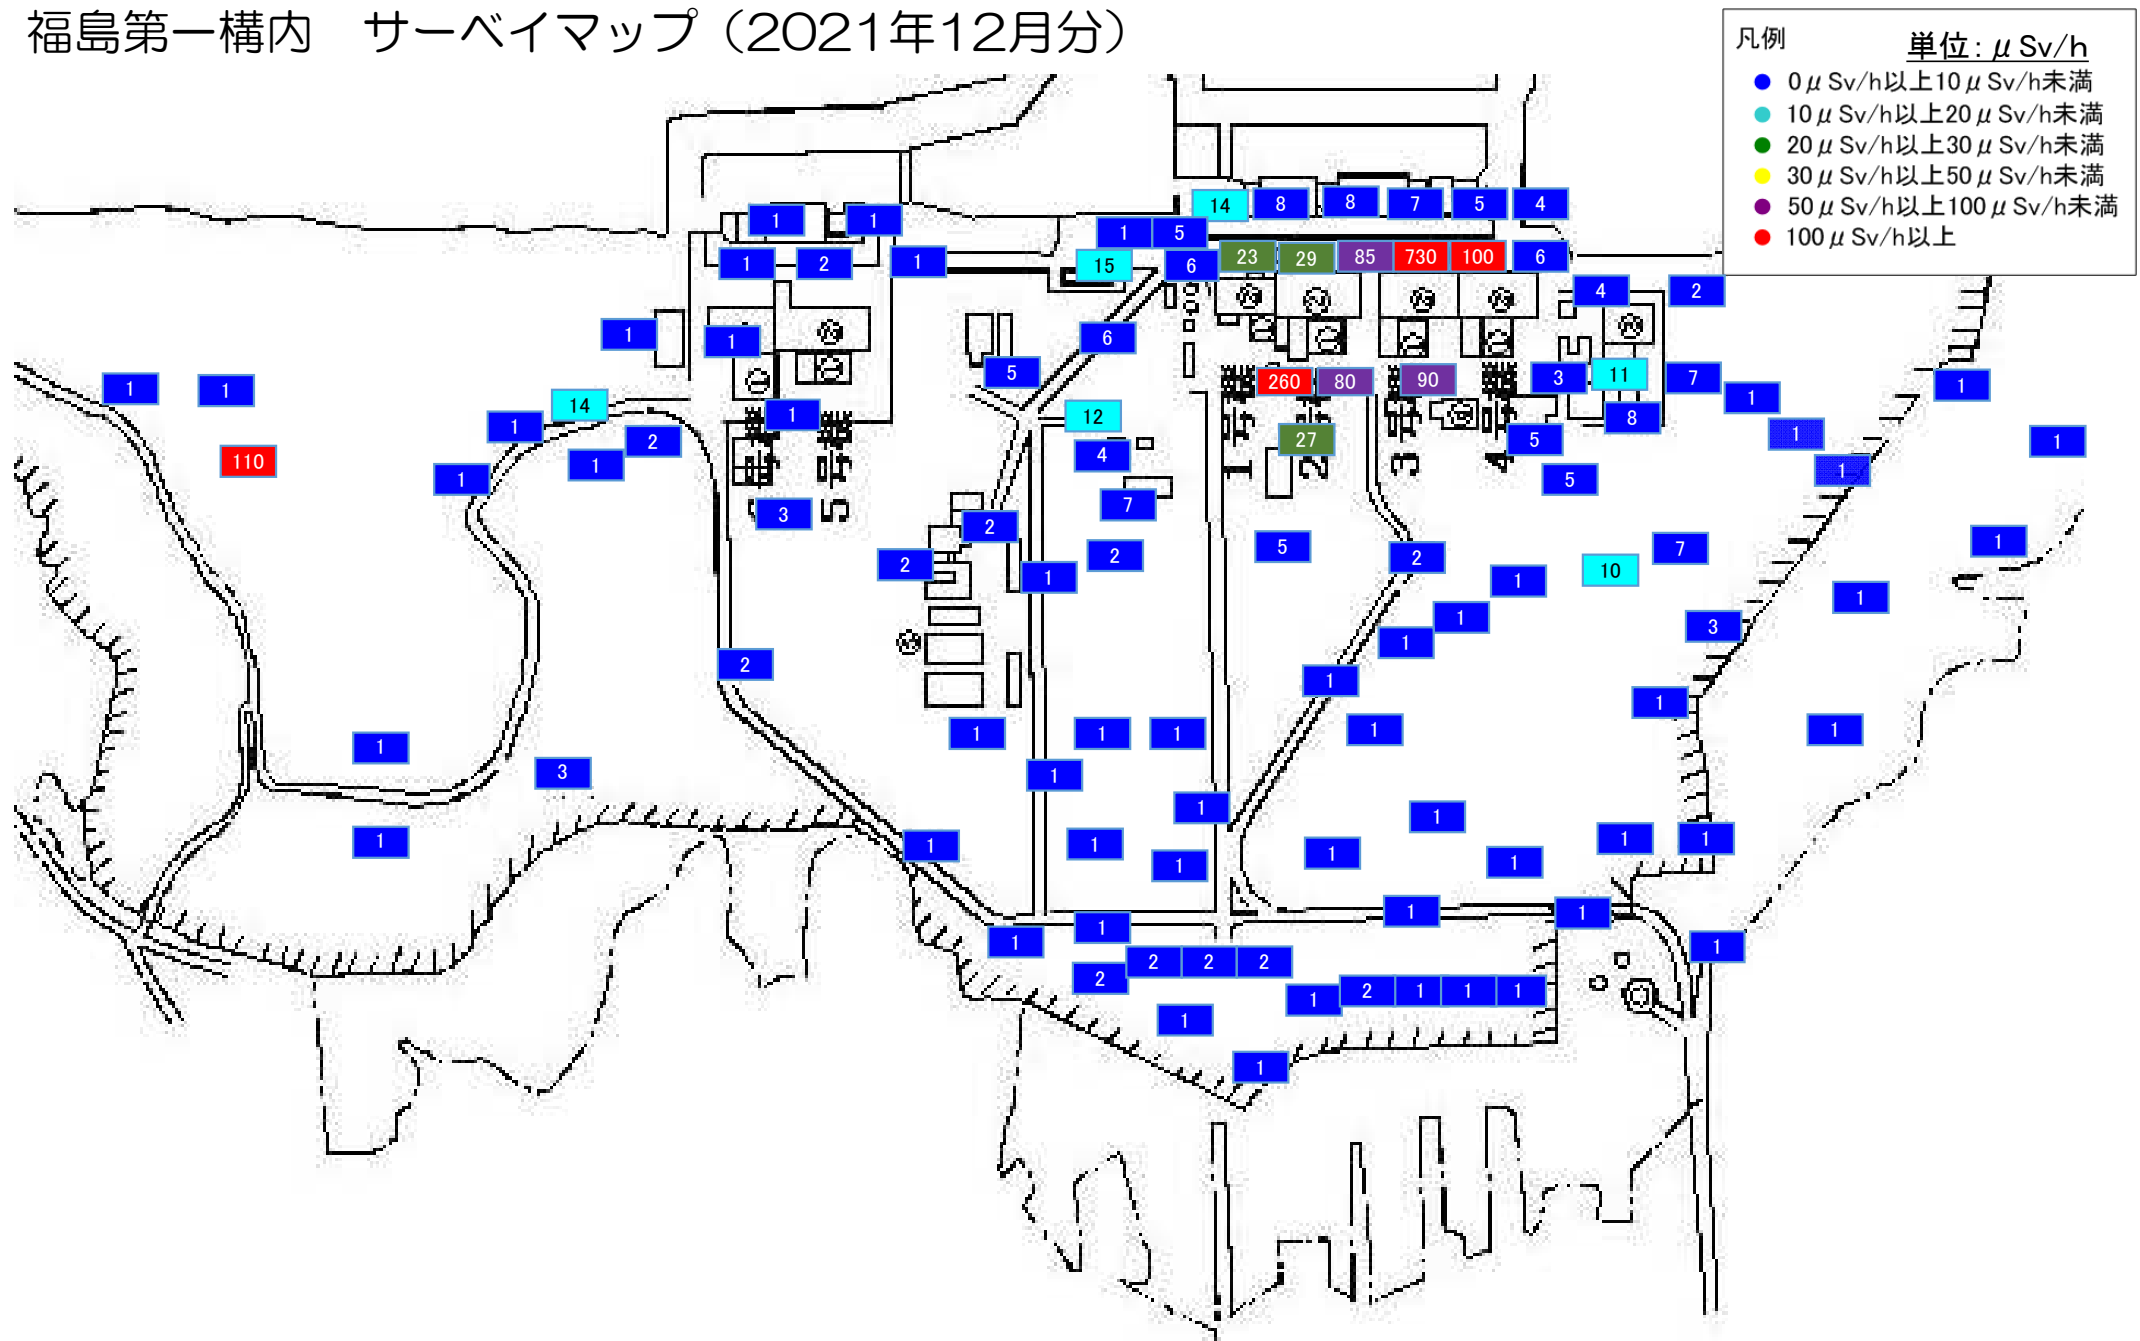 福島第一構内　サーベイマップ（2021年12月分）
凡例　単位：μSv/h
0μSv/h以上10μSv/h未満
10μSv/h以上20μSv/h未満
20μSv/h以上30μSv/h未満
30μSv/h以上50μSv/h未満
50μSv/h以上100μSv/h未満
100μSv/h以上
14 8 8 7 5 4
1 1
1 5
1 2 1 15 6 23 29 85 730 100 6
4 2
1 1 6
5 260 80 90 3 11 7 1
1 1 14 1 12 8 1
1 2 4 27 5 1 1
110 1 1 5 1
3 2 7
2 1 2 5 2 1 10 7 1
1 1 3 1
2 1 1
1 1 1 1 1
1 3 1
1 1 1
1 1 1 1 1 1 1 1
1 1 1 1
1 2 2 2 1
2 1 2 1 1 1
1
1
1号機
2号機
3号機
4号機
5号機